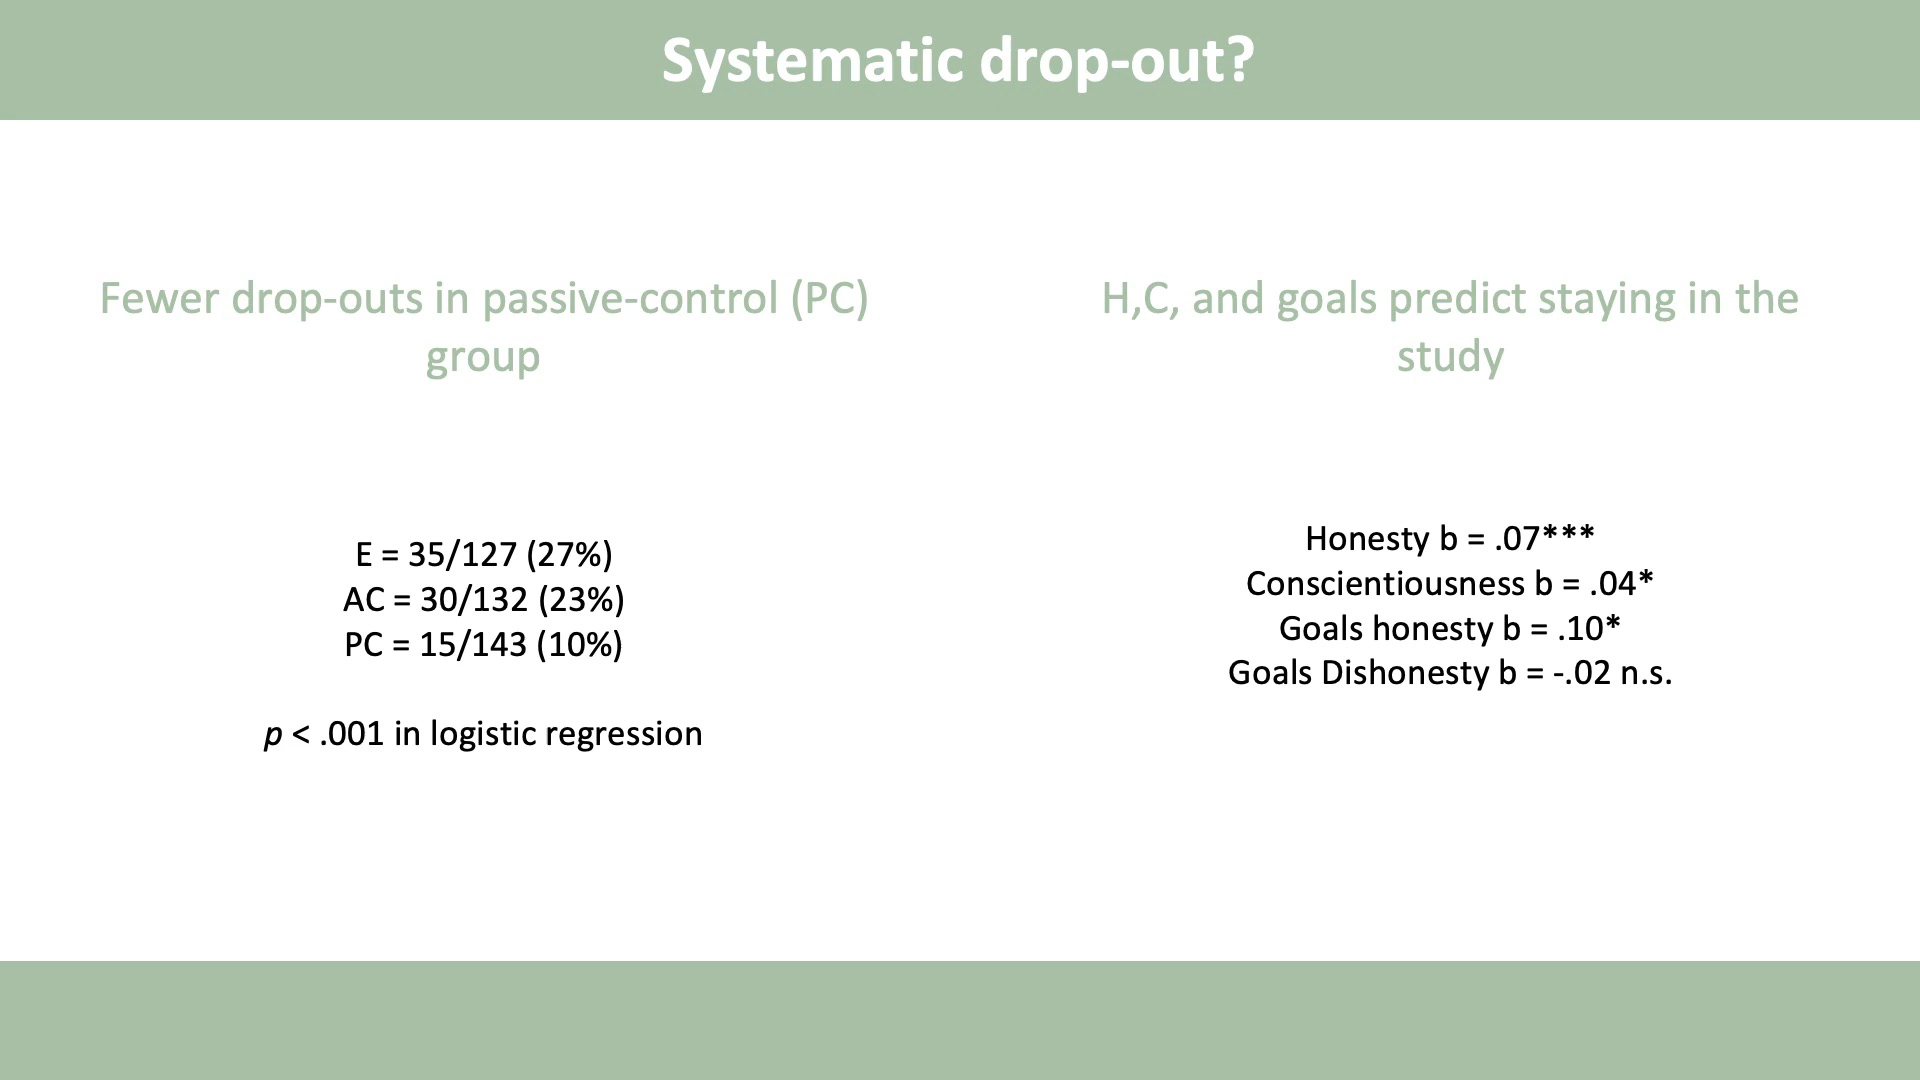 Systematic drop-out?
Fewer drop-outs in passive-control (PC)
group
E = 35/127 (27%)
AC = 30/132 (23%)
PC = 15/143 (10%)
p < .001 in logistic regression
H,C, and goals predict staying in the
study
Honesty b = .07***
Conscientiousness b = .04*
Goals honesty b = .10*
Goals Dishonesty b = -.02 n.s.